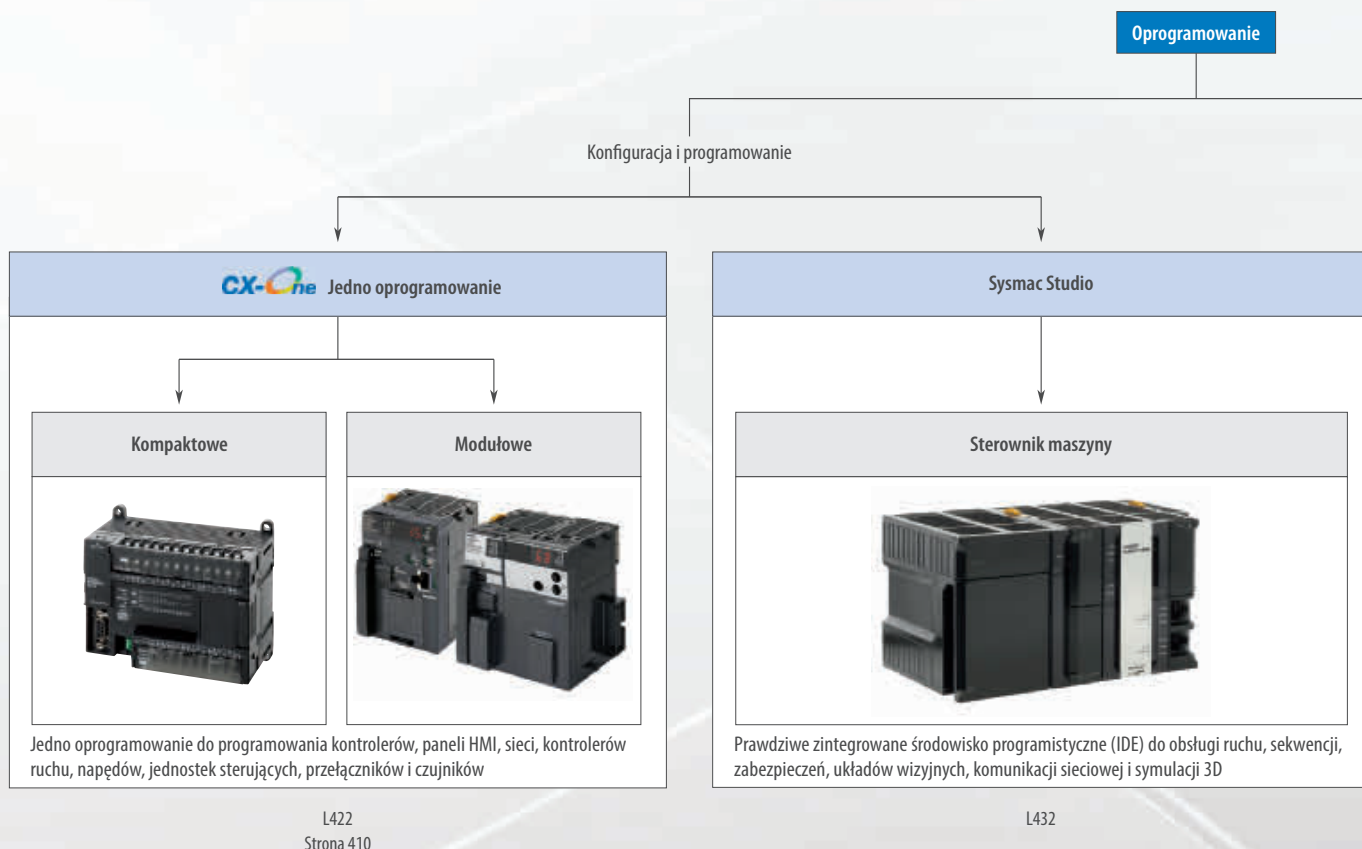 Oprogramowanie
Konfiguracja i programowanie
CX-One Jedno oprogramowanie
Kompaktowe
Modułowe
Jedno oprogramowanie do programowania kontrolerów, paneli HMI, sieci, kontrolerów
ruchu, napędów, jednostek sterujących, przełączników i czujników
L422
Strona 410
Sysmac Studio
Sterownik maszyny
Prawdziwe zintegrowane środowisko programistyczne (IDE) do obsługi ruchu, sekwencji,
zabezpieczeń, układów wizyjnych, komunikacji sieciowej i symulacji 3D
L432